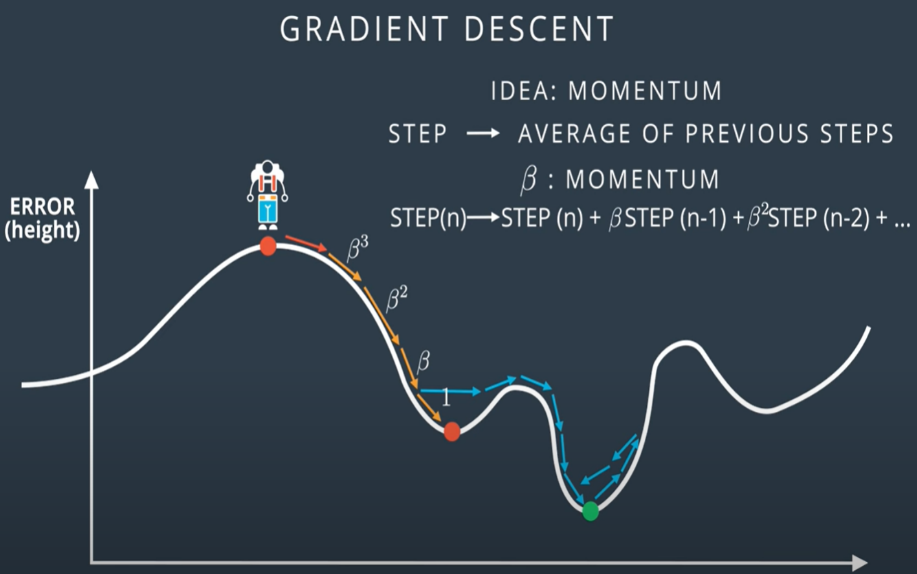 GRADIENT DESCENT
IDEA: MOMENTUM
STEP → AVERAGE OF PREVIOUS STEPS
β : MOMENTUM
STEP(n)→STEP (n) + βSTEP (n-1) + β²STEP (n-2) + ...
ERROR
(height)
β³
β²
β
1